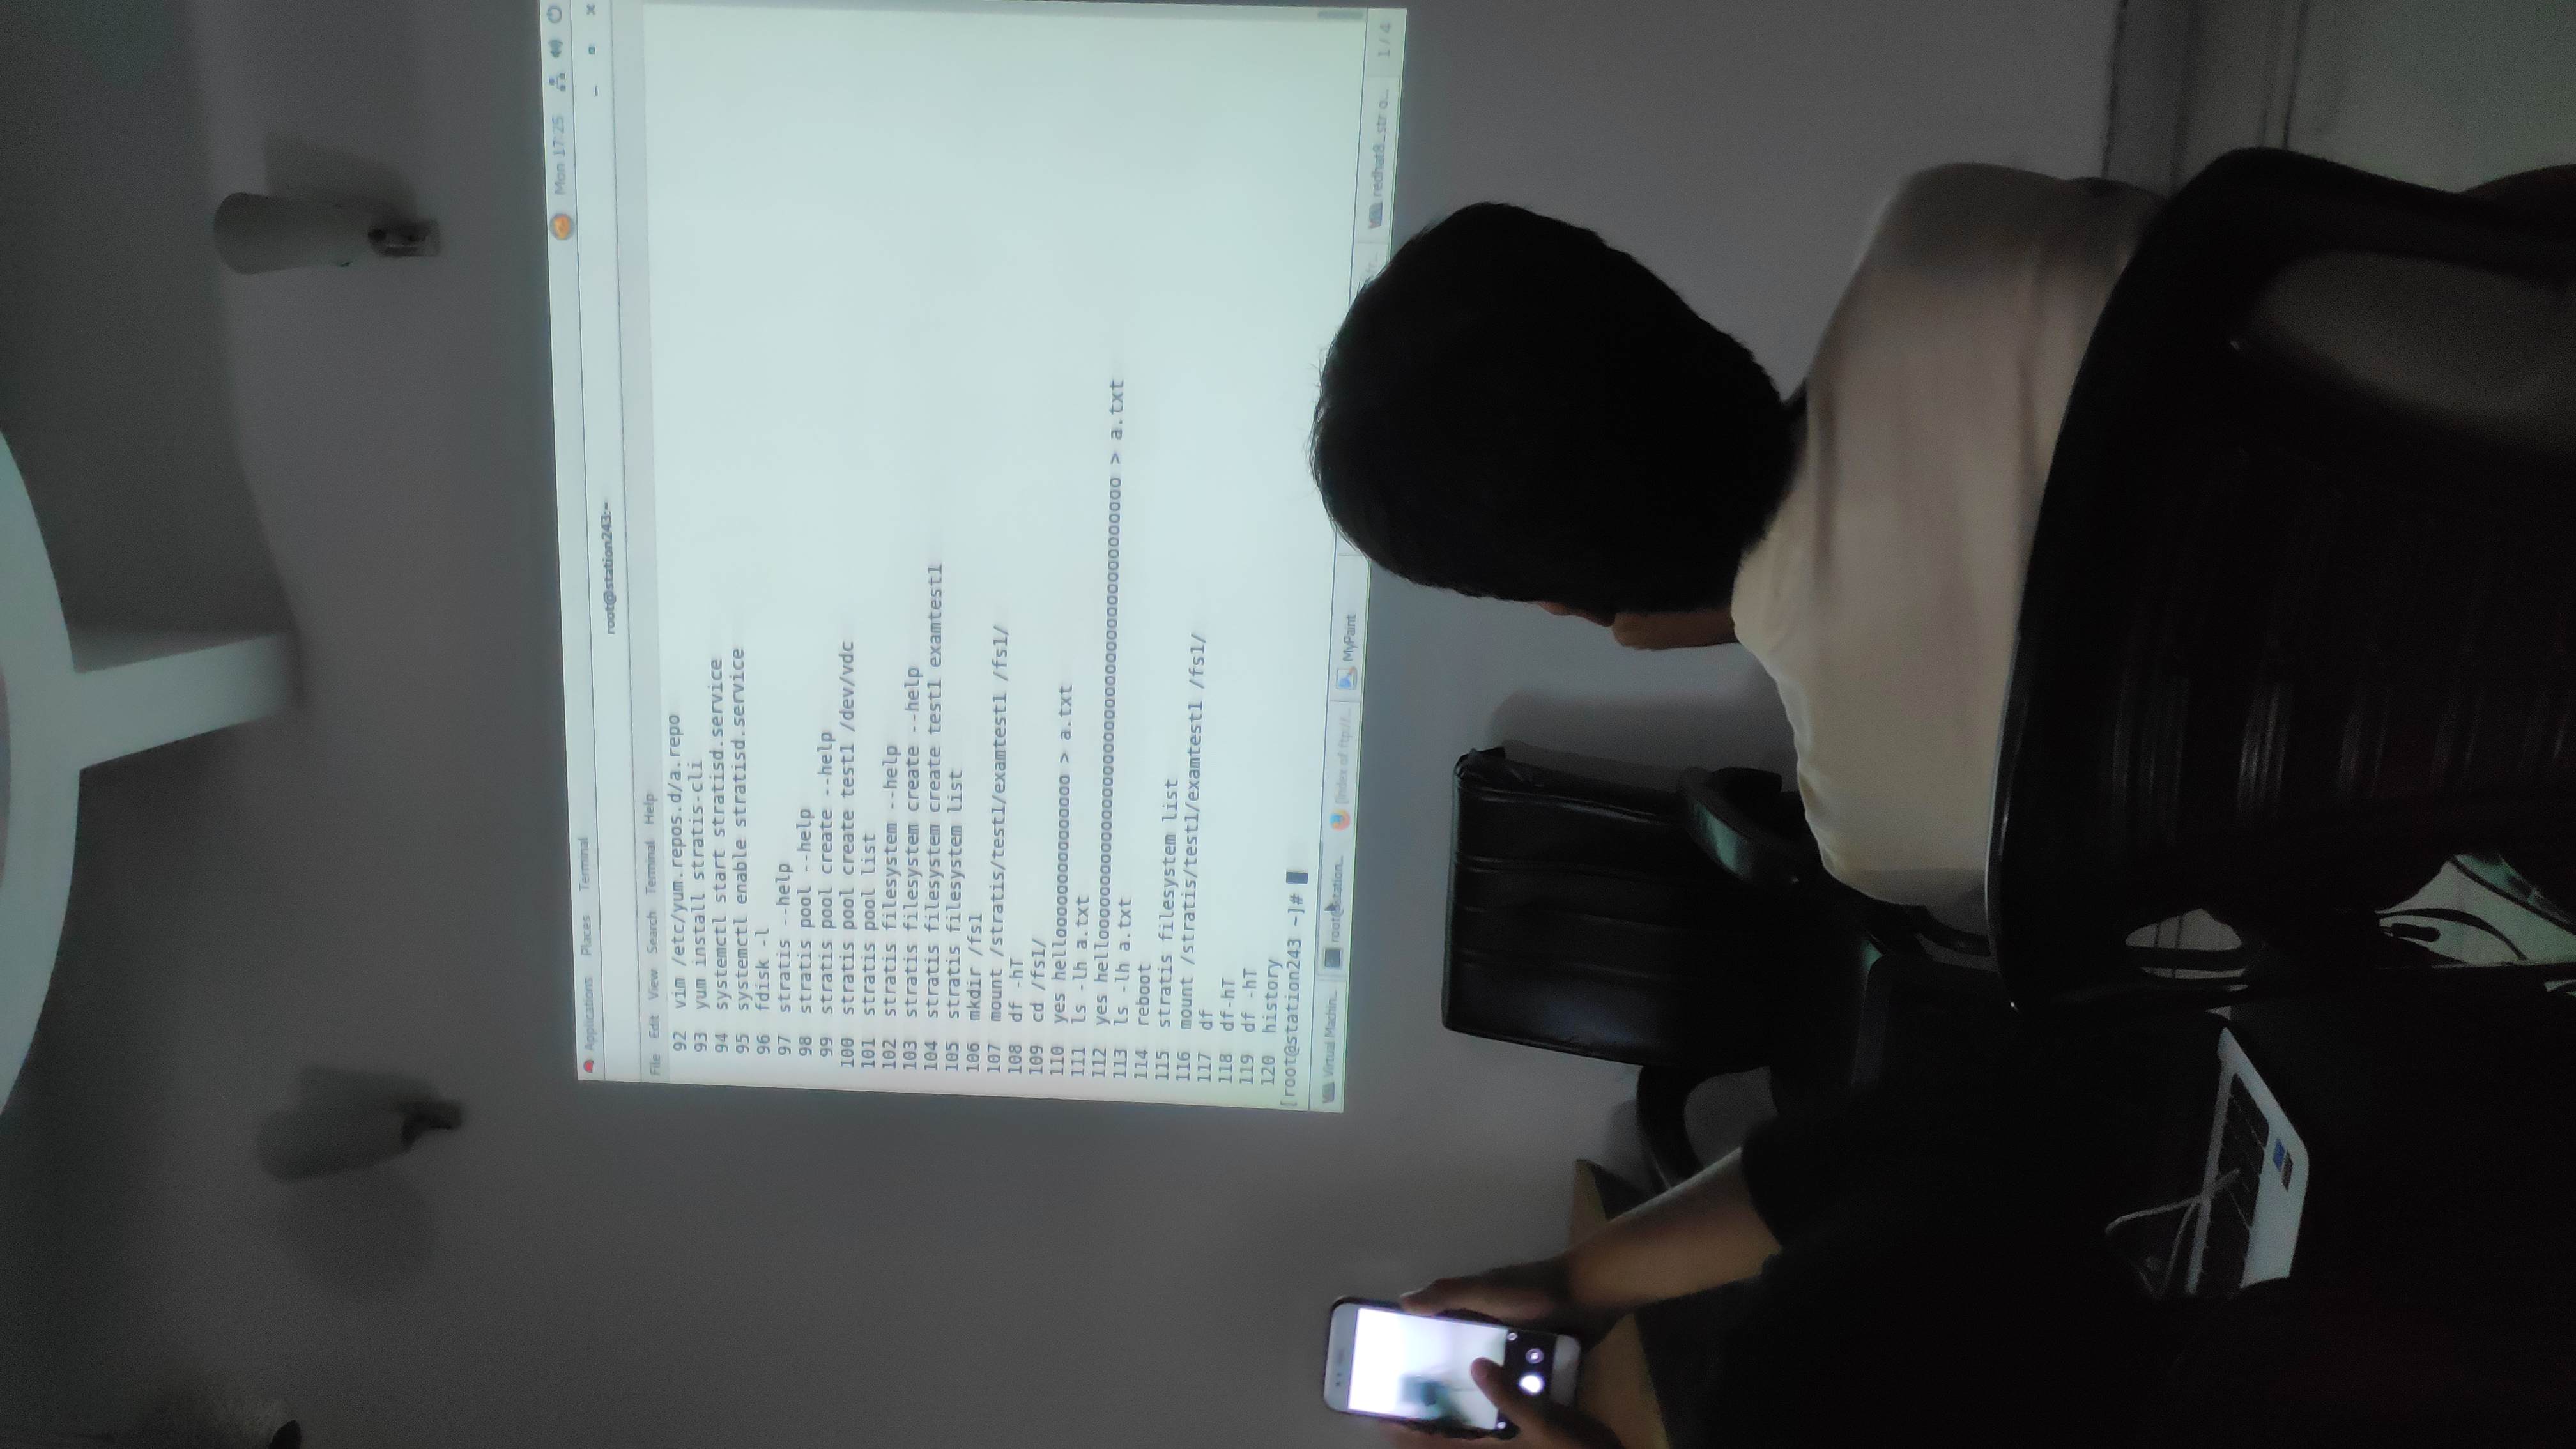 Applications Places Terminal Mon 17:25
root@station243:~
File Edit View Search Terminal Help
92 vim /etc/yum.repos.d/a.repo
93 yum install stratis-cli
94 systemctl start stratisd.service
95 systemctl enable stratisd.service
96 fdisk -l
97 stratis --help
98 stratis pool --help
99 stratis pool create --help
100 stratis pool create test1 /dev/vdc
101 stratis pool list
102 stratis filesystem --help
103 stratis filesystem create --help
104 stratis filesystem create test1 examtest1
105 stratis filesystem list
106 mkdir /fs1
107 mount /stratis/test1/examtest1 /fs1/
108 df -hT
109 cd /fs1/
110 yes hellooooooooooooooo > a.txt
111 ls -lh a.txt
112 yes hellooooooooooooooooooooooooooooooooooooooooooo > a.txt
113 ls -lh a.txt
114 reboot
115 stratis filesystem list
116 mount /stratis/test1/examtest1 /fs1/
117 df
118 df-hT
119 df -hT
120 history
[root@station243 ~]#
Virtual Machin... root@station... [Index of ftp://... MyPaint redhat8_str o... 1 / 4